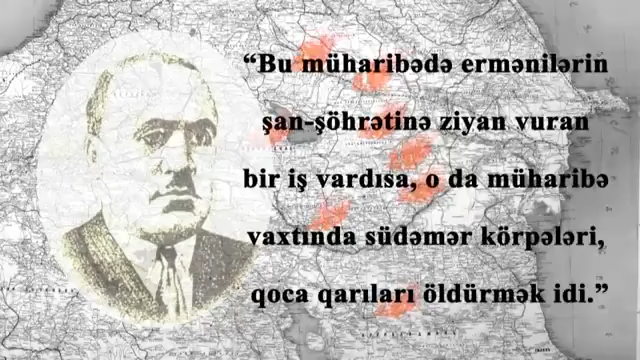 “Bu müharibədə ermənilərin
şan-şöhrətinə ziyan vuran
bir iş vardısa, o da müharibə
vaxtında südəmər körpələri,
qoca qarıları öldürmək idi.”